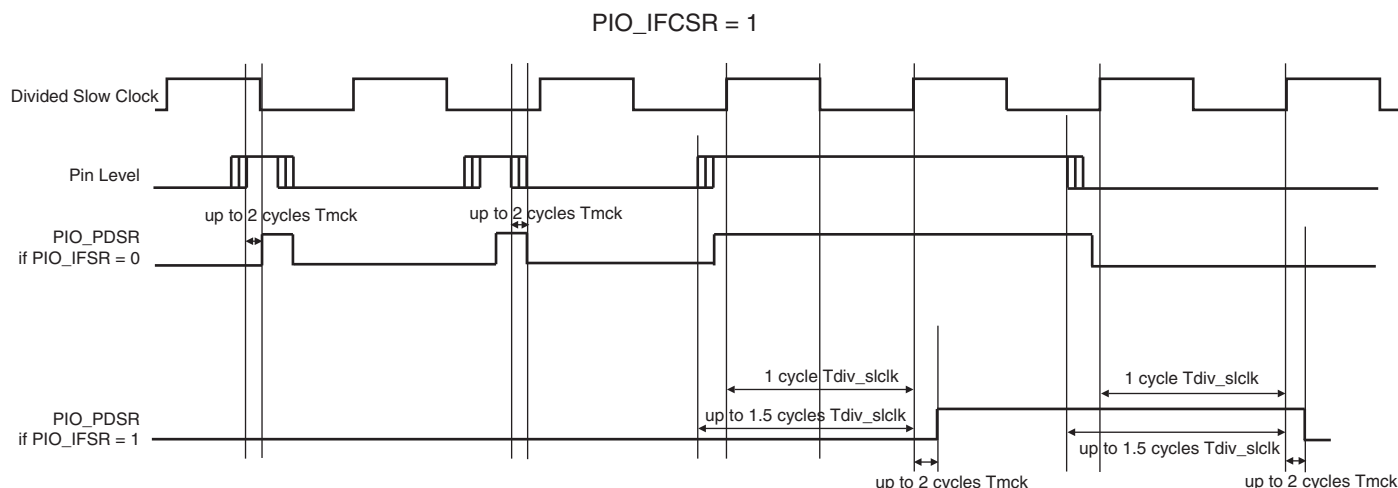 PIO_IFCSR = 1
Divided Slow Clock
Pin Level
up to 2 cycles Tmck
up to 2 cycles Tmck
PIO_PDSR
if PIO_IFSR = 0
1 cycle Tdiv_slclk
1 cycle Tdiv_slclk
up to 1.5 cycles Tdiv_slclk
PIO_PDSR
if PIO_IFSR = 1
up to 1.5 cycles Tdiv_slclk
up to 2 cycles Tmck
up to 2 cycles Tmck